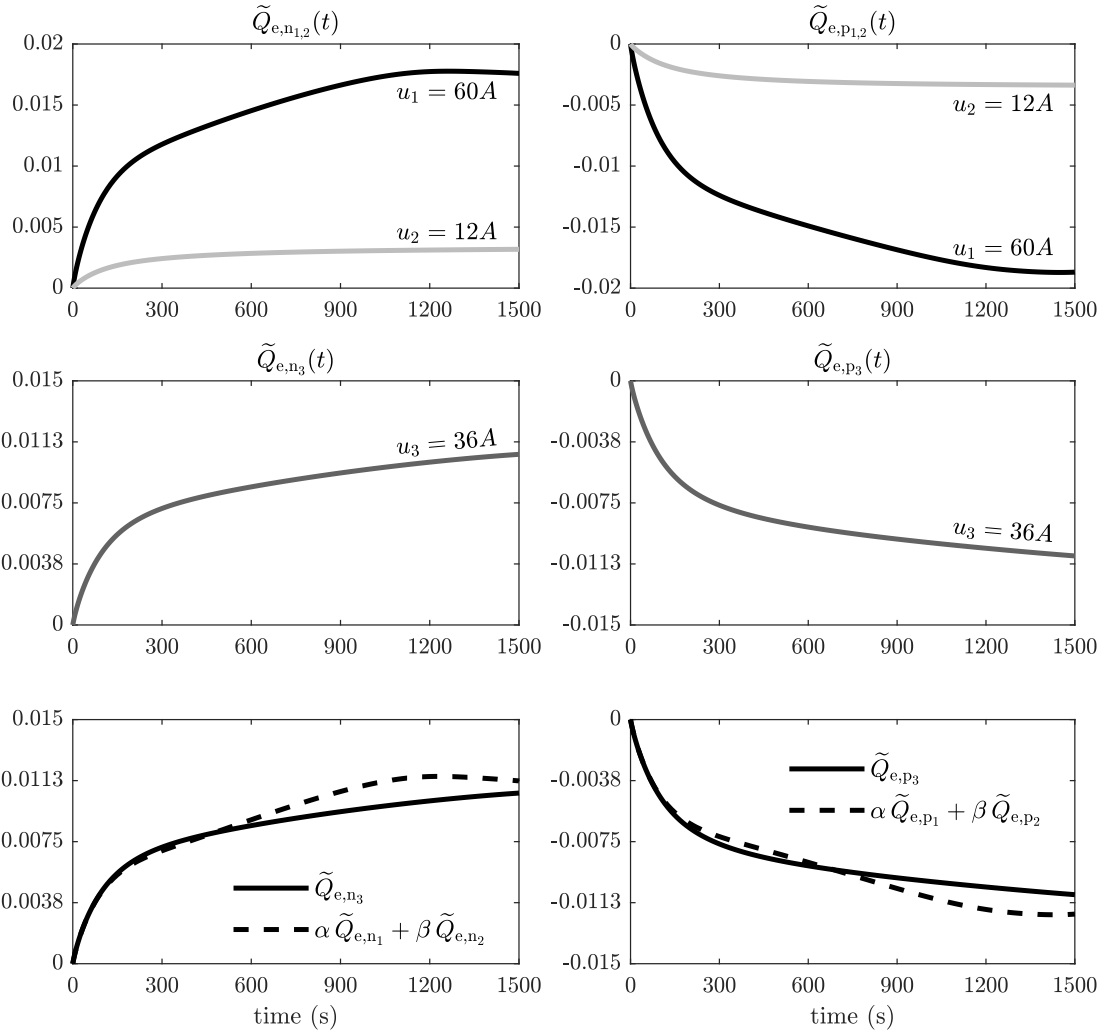 Q̃e,n1,2(t)
0.02
0.015
0.01
0.005
0
u1 = 60A
u2 = 12A
0 300 600 900 1200 1500
Q̃e,p1,2(t)
0
-0.005
-0.01
-0.015
-0.02
u2 = 12A
u1 = 60A
0 300 600 900 1200 1500
Q̃e,n3(t)
0.015
0.0113
0.0075
0.0038
0
u3 = 36A
0 300 600 900 1200 1500
Q̃e,p3(t)
0
-0.0038
-0.0075
-0.0113
-0.015
u3 = 36A
0 300 600 900 1200 1500
0.015
0.0113
0.0075
0.0038
0
Q̃e,n3
α Q̃e,n1 + β Q̃e,n2
0 300 600 900 1200 1500
time (s)
0
-0.0038
-0.0075
-0.0113
-0.015
Q̃e,p3
α Q̃e,p1 + β Q̃e,p2
0 300 600 900 1200 1500
time (s)